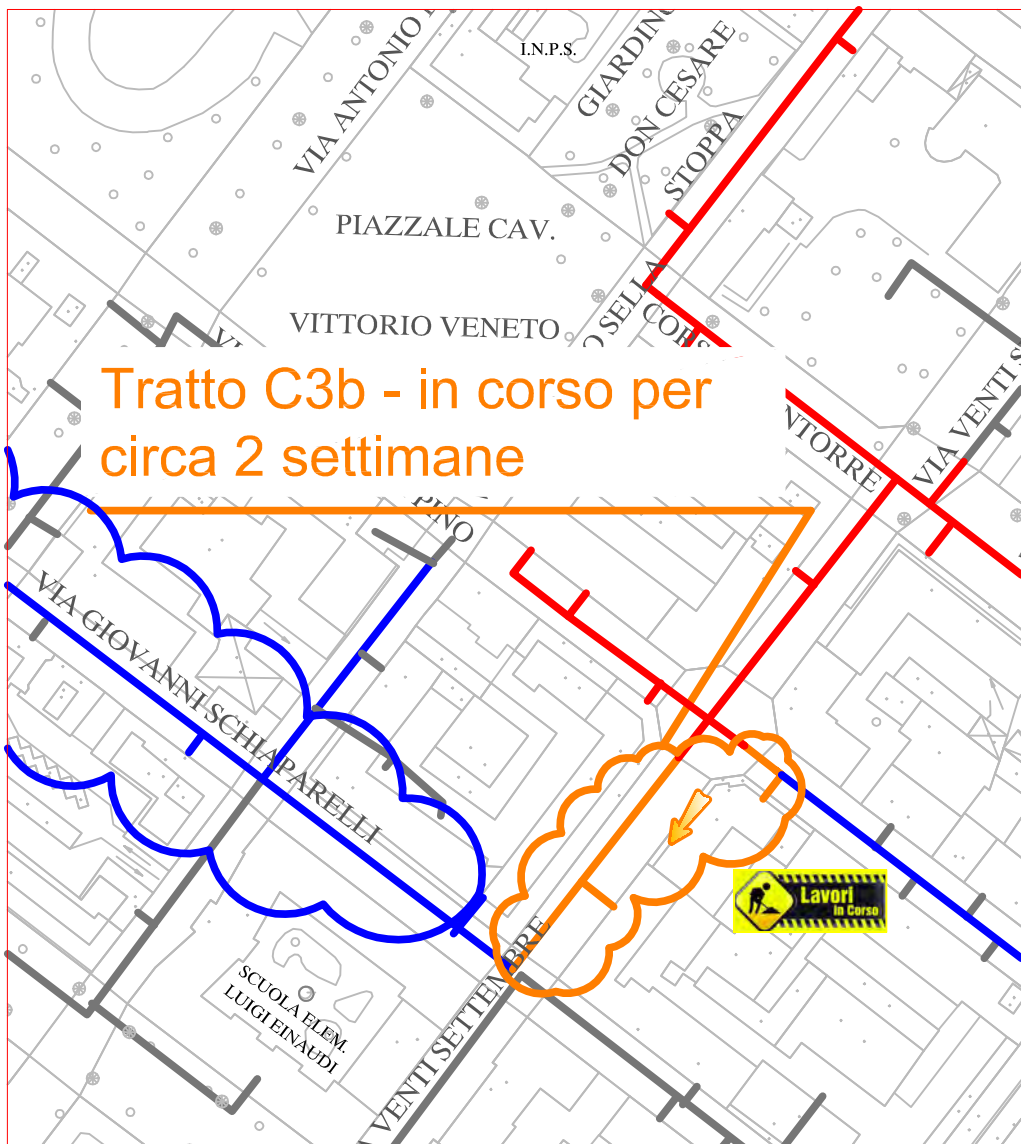 I.N.P.S.
VIA ANTONIO
GIARDINO
DON CESARE
STOPPA
PIAZZALE CAV.
VITTORIO VENETO
SELLA
Tratto C3b - in corso per
circa 2 settimane
VIA VENTI S
VIA GIOVANNI SCHIAPARELLI
Lavori
in Corso
VENTI SETTEMBRE
SCUOLA ELEM.
LUIGI EINAUDI